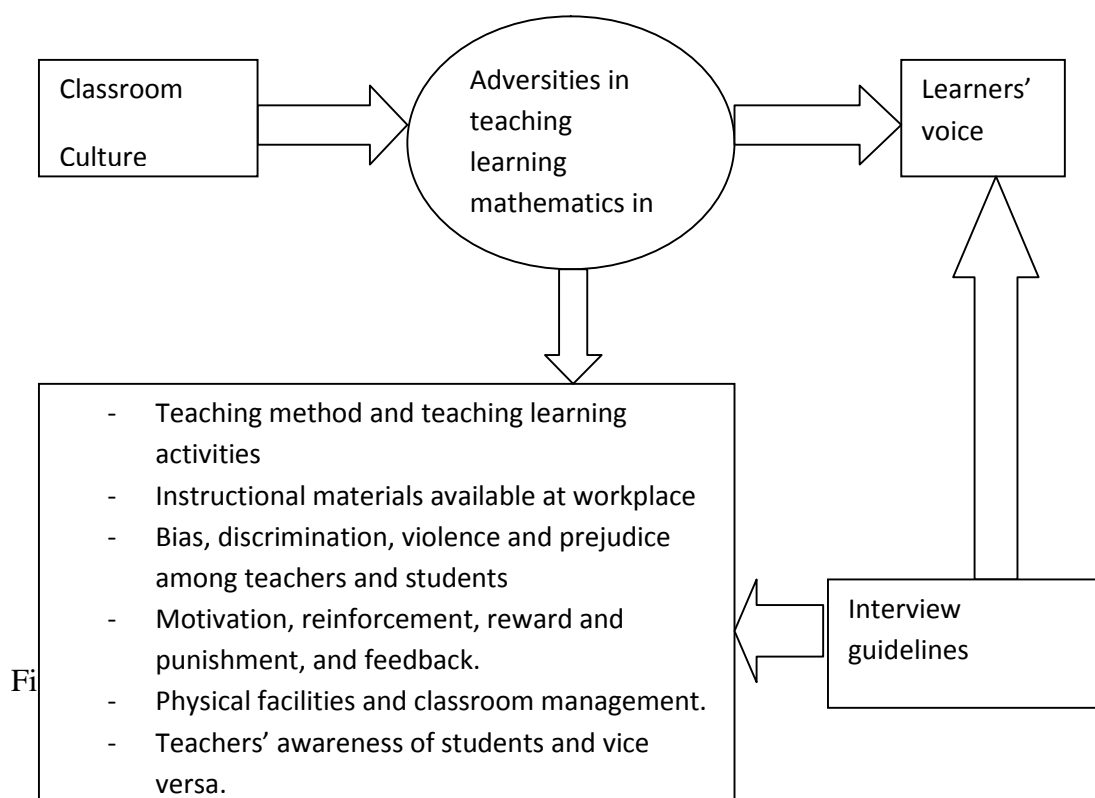 Classroom
Culture
Adversities in
teaching
learning
mathematics in
Learners’
voice
- Teaching method and teaching learning
activities
- Instructional materials available at workplace
- Bias, discrimination, violence and prejudice
among teachers and students
- Motivation, reinforcement, reward and
punishment, and feedback.
- Physical facilities and classroom management.
- Teachers’ awareness of students and vice
versa.
Interview
guidelines
Fi